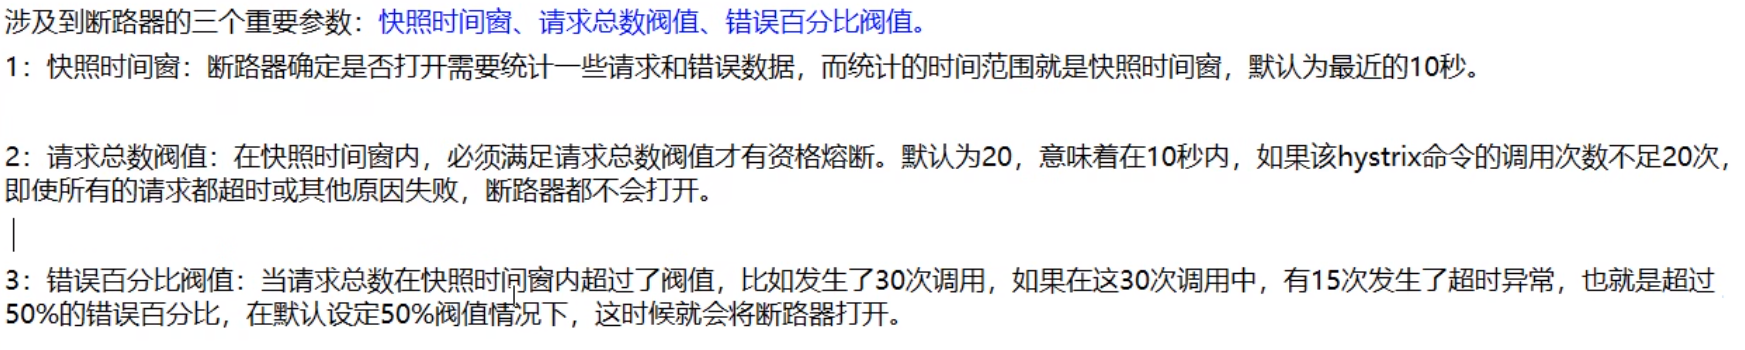 涉及到断路器的三个重要参数：快照时间窗、请求总数阀值、错误百分比阀值。
1：快照时间窗：断路器确定是否打开需要统计一些请求和错误数据，而统计的时间范围就是快照时间窗，默认为最近的10秒。
2：请求总数阀值：在快照时间窗内，必须满足请求总数阀值才有资格熔断。默认为20，意味着在10秒内，如果该hystrix命令的调用次数不足20次，
即使所有的请求都超时或其他原因失败，断路器都不会打开。
3：错误百分比阀值：当请求总数在快照时间窗内超过了阀值，比如发生了30次调用，如果在这30次调用中，有15次发生了超时异常，也就是超过
50%的错误百分比，在默认设定50%阀值情况下，这时候就会将断路器打开。